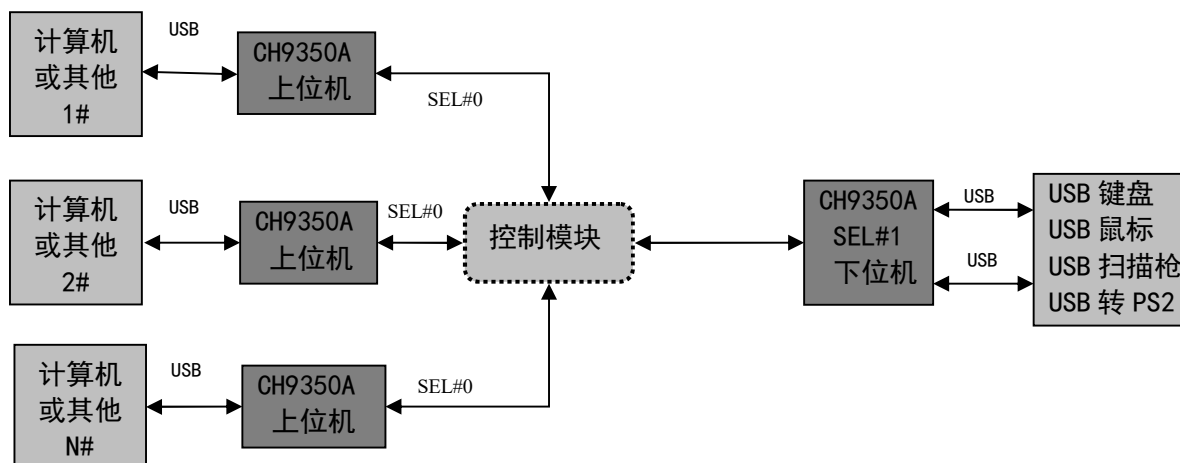 计算机
或其他
1#
USB
CH9350A
上位机
SEL#0
计算机
或其他
2#
USB
CH9350A
上位机
SEL#0
控制模块
CH9350A
SEL#1
下位机
USB
USB
USB 键盘
USB 鼠标
USB 扫描枪
USB 转 PS2
计算机
或其他
N#
USB
CH9350A
上位机
SEL#0